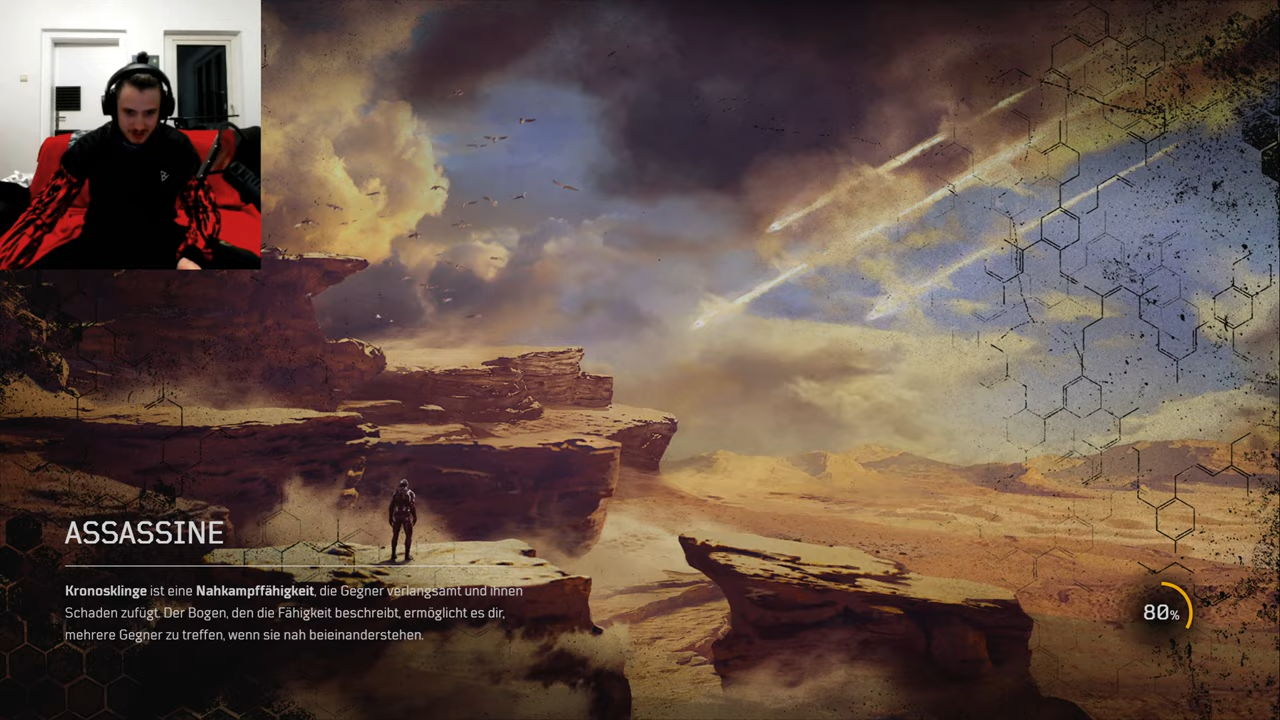 ASSASSINE
Kronosklinge ist eine Nahkampffähigkeit, die Gegner verlangsamt und ihnen
Schaden zufügt. Der Bogen, den die Fähigkeit beschreibt, ermöglicht es dir,
mehrere Gegner zu treffen, wenn sie nah beieinanderstehen.
80%